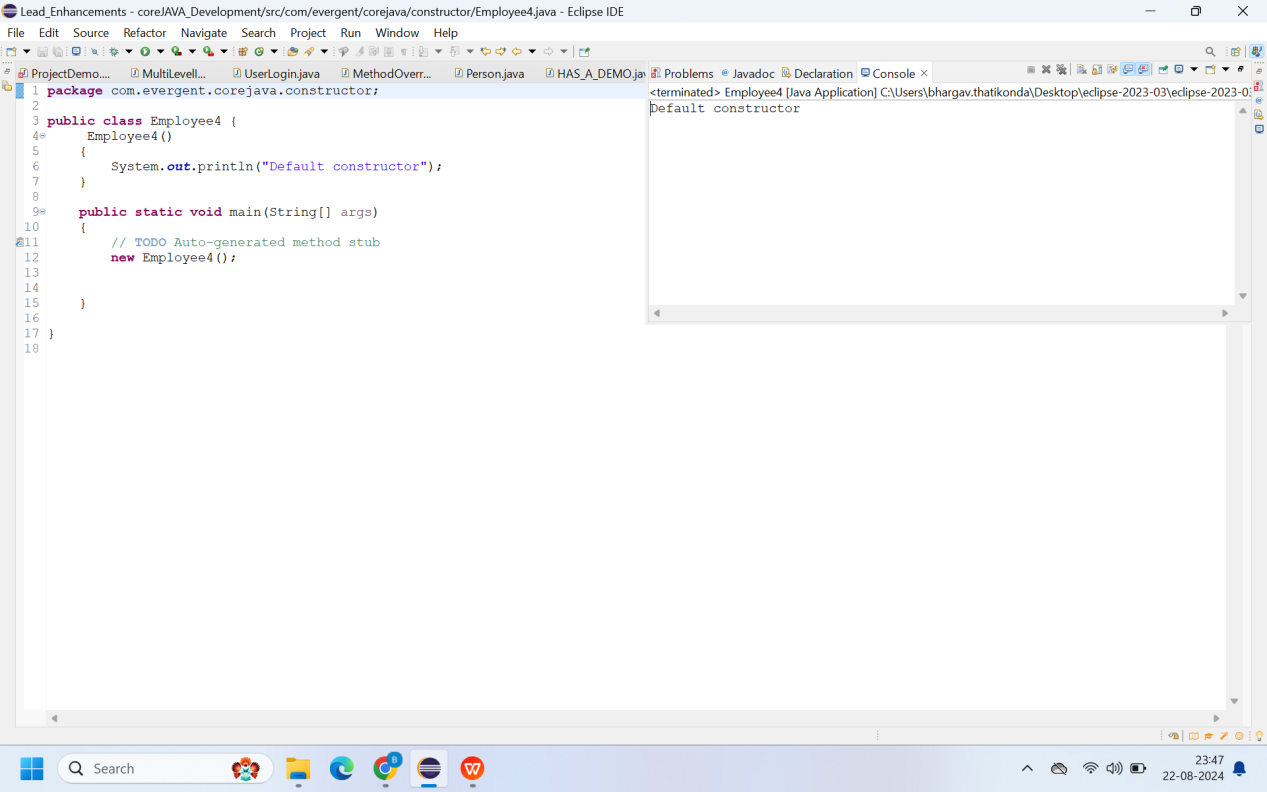 Lead_Enhancements - coreJAVA_Development/src/com/evergent/corejava/constructor/Employee4.java - Eclipse IDE
File Edit Source Refactor Navigate Search Project Run Window Help
ProjectDemo.... MultiLevell... UserLogin.java MethodOverr... Person.java HAS_A_DEMO.jav
Problems Javadoc Declaration Console
<terminated> Employee4 [Java Application] C:\Users\bhargav.thatikonda\Desktop\eclipse-2023-03\eclipse-2023-0
Default constructor
1 package com.evergent.corejava.constructor;
2
3 public class Employee4 {
4 Employee4()
5 {
6 System.out.println("Default constructor");
7 }
8
9 public static void main(String[] args)
10 {
11 // TODO Auto-generated method stub
12 new Employee4();
13
14
15 }
16
17 }
18
Search
B
23:47
22-08-2024